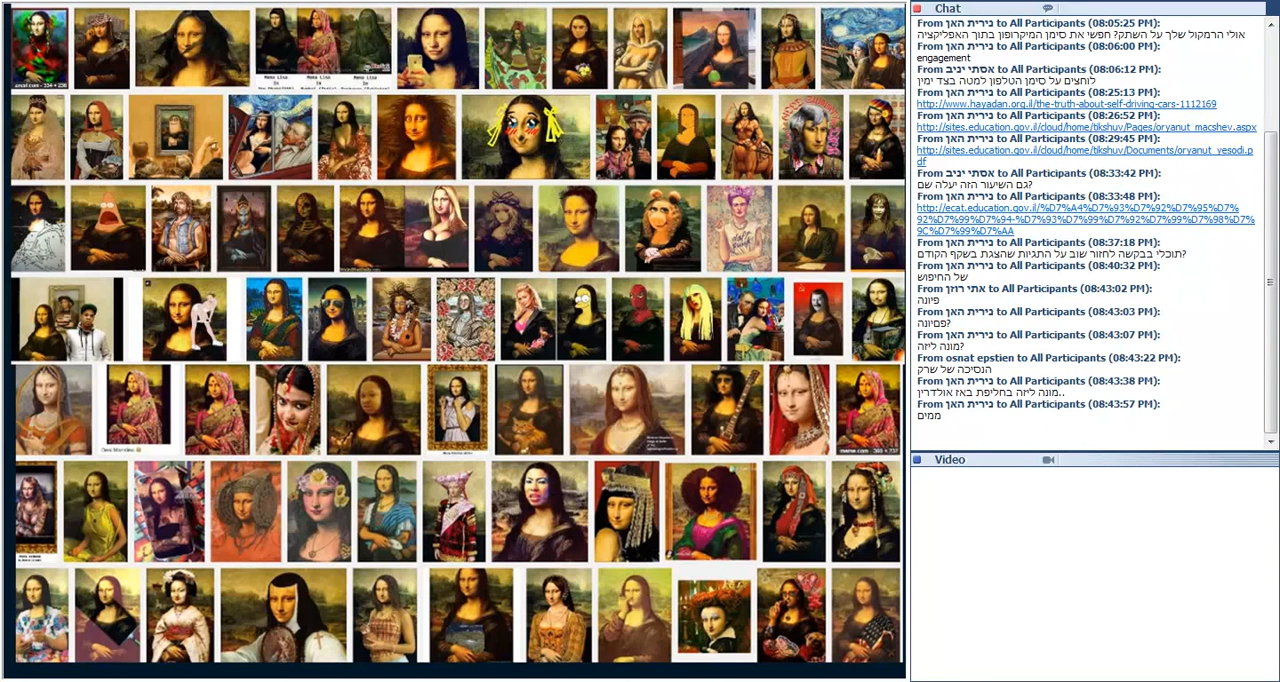 Chat
From נירית האן to All Participants (08:05:25 PM):
אולי הרמקול שלך על השתק? חפשי את סימן המיקרופון בתוך האפליקציה
From נירית האן to All Participants (08:06:00 PM):
engagement
From אסתי יניב to All Participants (08:06:12 PM):
לוחצים על סימן הטלפון למטה בצד ימין
From נירית האן to All Participants (08:25:13 PM):
http://www.hayadan.org.il/the-truth-about-self-driving-cars-1112169
From נירית האן to All Participants (08:26:52 PM):
http://sites.education.gov.il/cloud/home/tikshuv/Pages/oryanut_macshev.aspx
From נירית האן to All Participants (08:29:45 PM):
http://sites.education.gov.il/cloud/home/tikshuv/Documents/oryanut_yesodi.p
df
From אסתי יניב to All Participants (08:33:42 PM):
גם השיעור הזה יעלה שם?
From נירית האן to All Participants (08:33:48 PM):
http://ecat.education.gov.il/%D7%A4%D7%93%D7%92%D7%95%D7%
92%D7%99%D7%94-%D7%93%D7%99%D7%92%D7%99%D7%98%D7%
9C%D7%99%D7%AA
From נירית האן to All Participants (08:37:18 PM):
תוכלי בבקשה לחזור שוב על התגיות שהצגת בשקף הקודם?
From נירית האן to All Participants (08:40:32 PM):
של החיפוש
From אתי רוזן to All Participants (08:43:02 PM):
פיונה
From נירית האן to All Participants (08:43:03 PM):
פםיונה?
From נירית האן to All Participants (08:43:07 PM):
מונה ליזה?
From osnat epstien to All Participants (08:43:22 PM):
הנסיכה של שרק
From נירית האן to All Participants (08:43:38 PM):
מונה ליזה בחליפת באז אולדרין..
From נירית האן to All Participants (08:43:57 PM):
ממים
Video